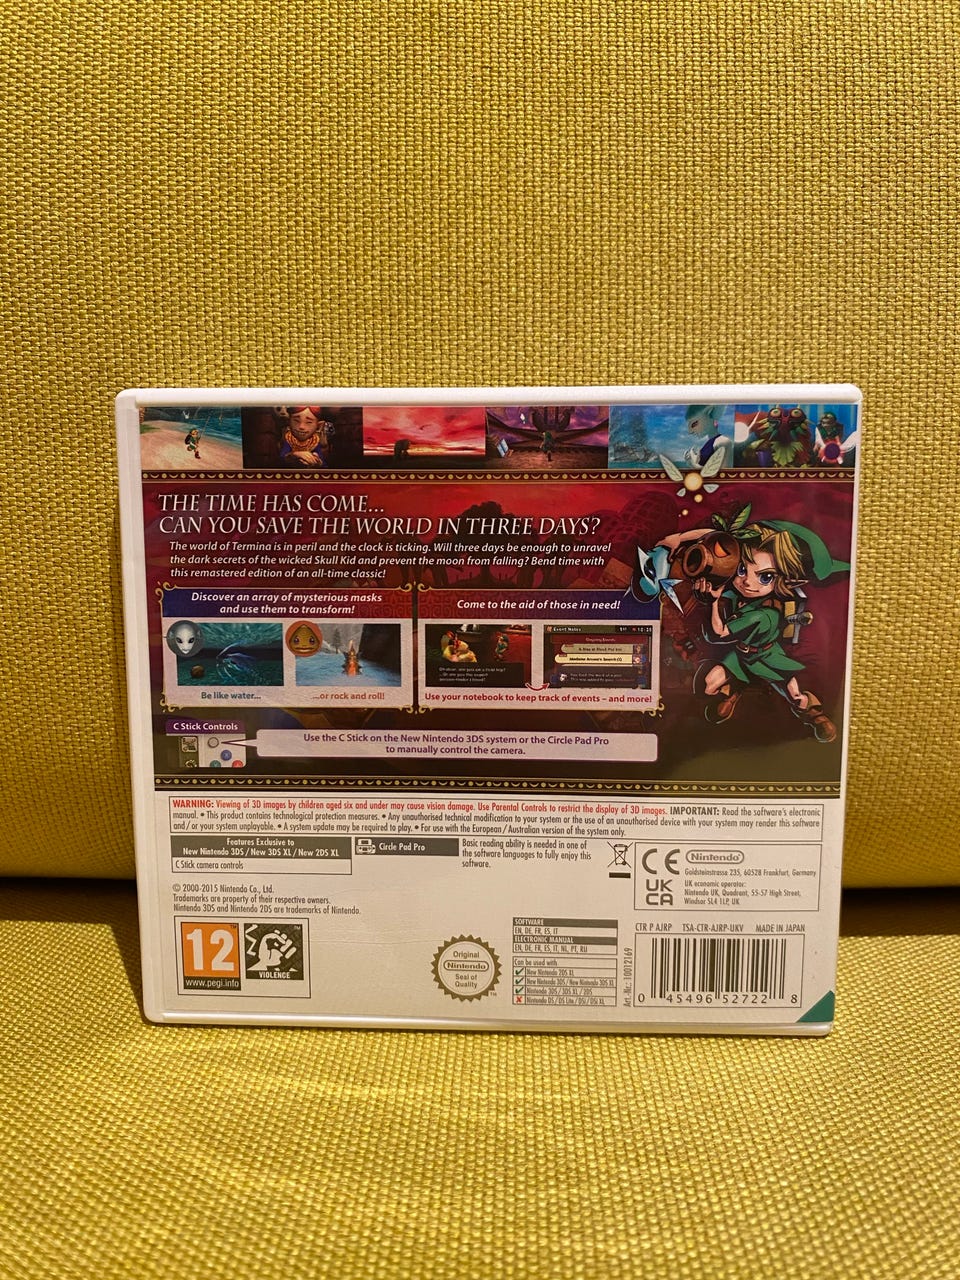 THE TIME HAS COME...
CAN YOU SAVE THE WORLD IN THREE DAYS?
The world of Termina is in peril and the clock is ticking. Will three days be enough to unravel
the dark secrets of the wicked Skull Kid and prevent the moon from falling? Bend time with
this remastered edition of an all-time classic!
Discover an array of mysterious masks
and use them to transform!
Be like water...
...or rock and roll!
Come to the aid of those in need!
Event Notes
Use your notebook to keep track of events – and more!
C Stick Controls
Use the C Stick on the New Nintendo 3DS system or the Circle Pad Pro
to manually control the camera.
WARNING: Viewing of 3D images by children aged six and under may cause vision damage. Use Parental Controls to restrict the display of 3D images. IMPORTANT: Read the software's electronic
manual. • This product contains technological protection measures. • Any unauthorised technical modification to your system or the use of an unauthorised device with your system may render this software
and/or your system unplayable. • A system update may be required to play. • For use with the European/Australian version of the system only.
Features Exclusive to
New Nintendo 3DS / New 3DS XL / New 2DS XL
C Stick camera controls
Circle Pad Pro
Basic reading ability is needed in one of
the software languages to fully enjoy this
software.
CE
UK
CA
Nintendo
Goldsteinstrasse 235, 60528 Frankfurt, Germany
UK economic operator:
Nintendo UK, Quadrant, 55-57 High Street,
Windsor SL4 1LP, UK
© 2000-2015 Nintendo Co., Ltd.
Trademarks are property of their respective owners.
Nintendo 3DS and Nintendo 2DS are trademarks of Nintendo.
12
www.pegi.info
VIOLENCE
TM
Original
Nintendo
Seal of
Quality
TM
SOFTWARE
EN, DE, FR, ES, IT
ELECTRONIC MANUAL
EN, DE, FR, ES, IT, NL, PT, RU
Can be used with
New Nintendo 2DS XL
New Nintendo 3DS / New Nintendo 3DS XL
Nintendo 3DS / 3DS XL / 2DS
Nintendo DS / DS Lite / DSi / DSi XL
Art.-Nr.: 10012169
CTR P AJRP TSA-CTR-AJRP-UKV MADE IN JAPAN
0 45496 52722 8